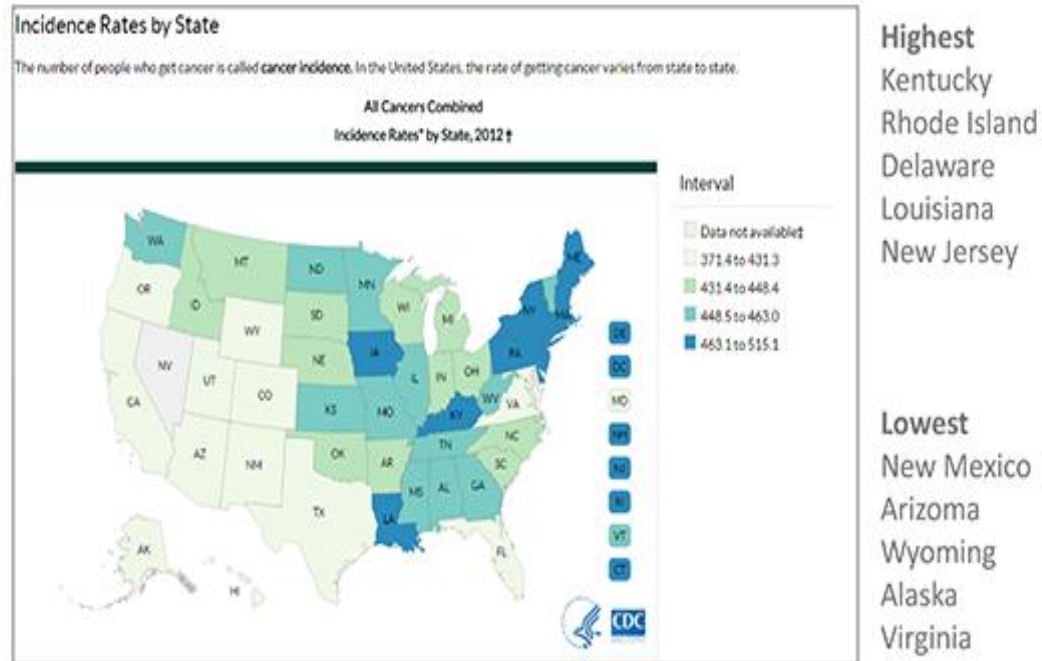 Incidence Rates by State
The number of people who get cancer is called cancer incidence. In the United States, the rate of getting cancer varies from state to state.
All Cancers Combined
Incidence Rates* by State, 2012 †
Interval
Data not available‡
371.4 to 431.3
431.4 to 448.4
448.5 to 463.0
463.1 to 515.1
WA
MT
ND
MN
ME
OR
ID
WY
SD
WI
MI
NY
MA
NE
IA
PA
NV
UT
CO
IL
IN
OH
CA
KS
MO
KY
WV
VA
AZ
NM
OK
AR
TN
NC
SC
TX
LA
MS
AL
GA
FL
AK
HI
DE
DC
MD
NH
NJ
RI
VT
CT
CDC
Highest
Kentucky
Rhode Island
Delaware
Louisiana
New Jersey
Lowest
New Mexico
Arizoma
Wyoming
Alaska
Virginia